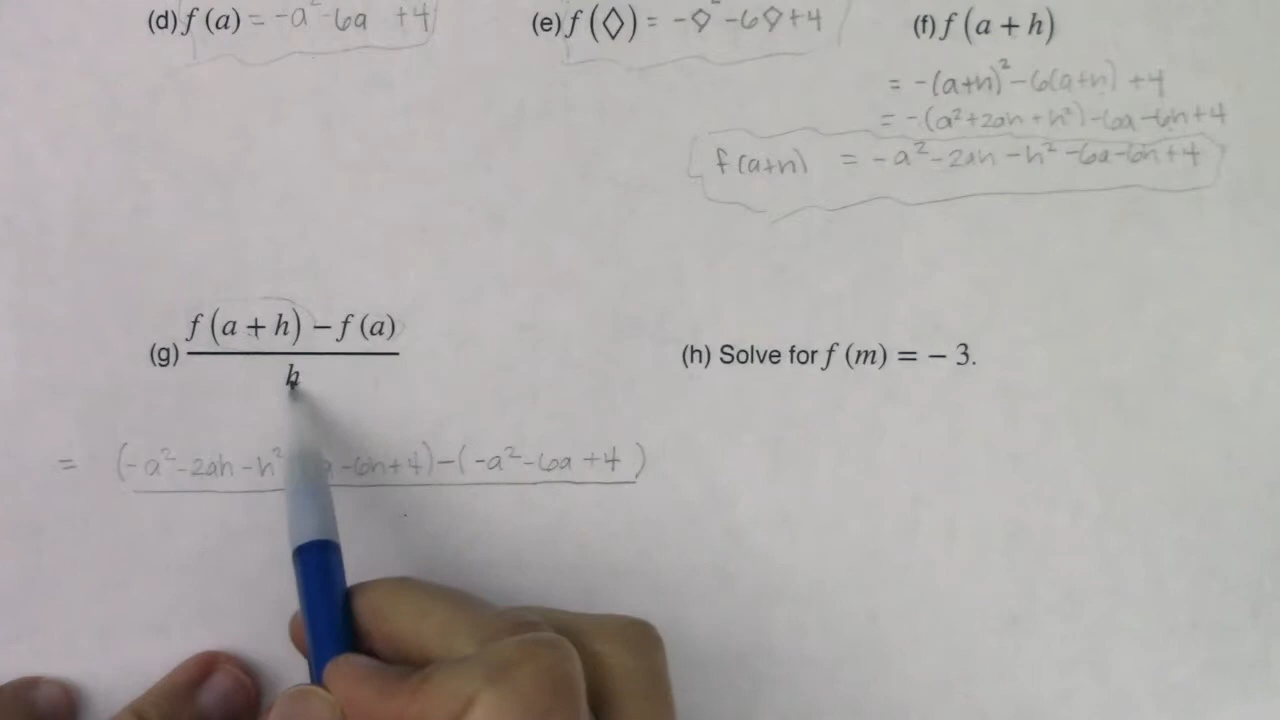 (d) f (a) = -a² -6a +4
(e) f (◊) = -◊² -6◊+4
(f) f (a + h)
= -(a+h)² -6(a+h) +4
= -(a²+2ah+h²)-6a-6h+4
f(a+h) = -a²-2ah-h²-6a-6h+4
(g) f (a + h) – f (a)
h
(h) Solve for f (m) = – 3.
= (-a²-2ah-h² -6h+4)-(-a²-6a+4)